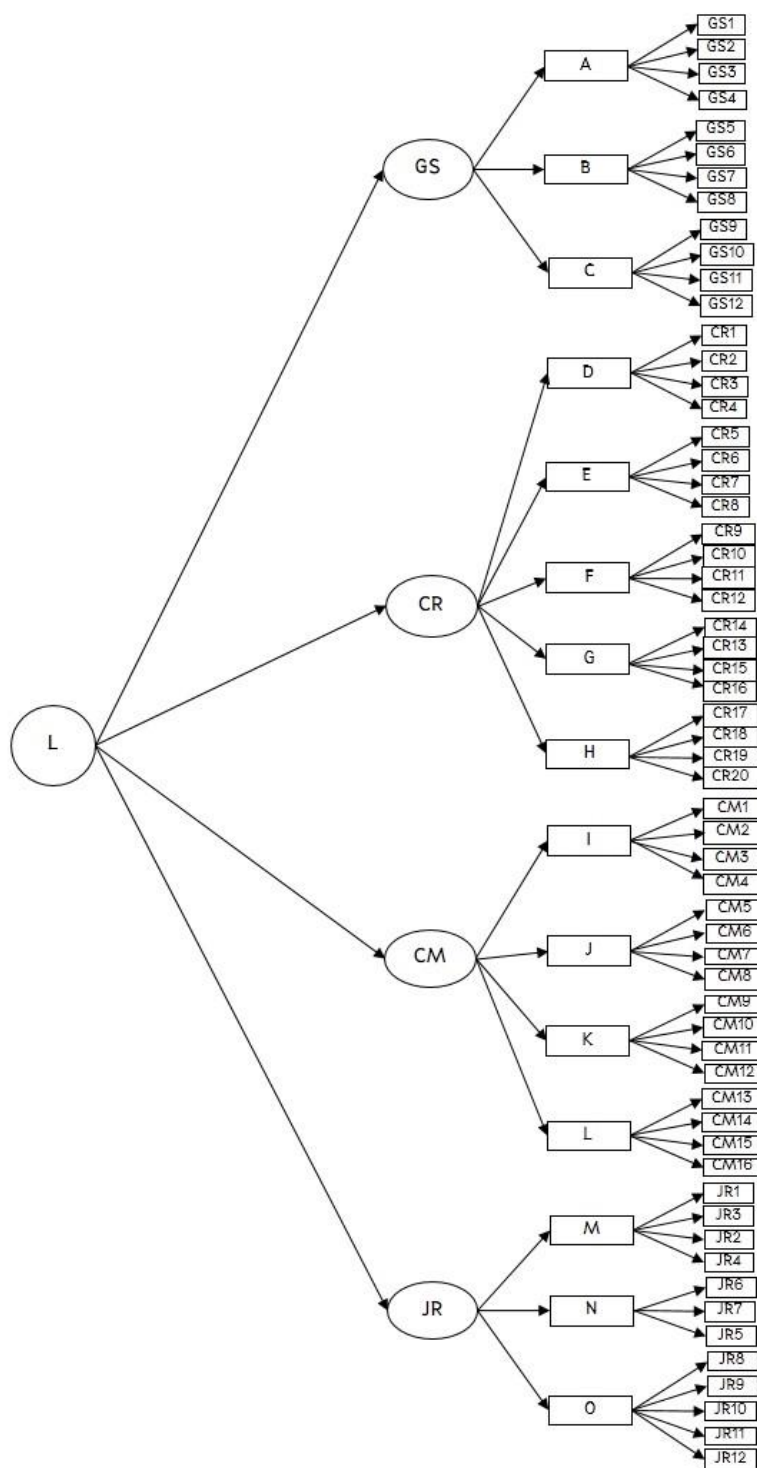 GS1
GS2
A
GS3
GS4
GS5
GS6
GS
B
GS7
GS8
GS9
GS10
C
GS11
GS12
CR1
CR2
D
CR3
CR4
CR5
CR6
E
CR7
CR8
CR9
CR10
F
CR11
CR12
CR
CR14
CR13
G
CR15
CR16
CR17
CR18
L
H
CR19
CR20
CM1
CM2
I
CM3
CM4
CM5
CM6
CM
J
CM7
CM8
CM9
CM10
K
CM11
CM12
CM13
CM14
L
CM15
CM16
JR1
JR3
M
JR2
JR4
JR6
JR
N
JR7
JR5
JR8
JR9
O
JR10
JR11
JR12